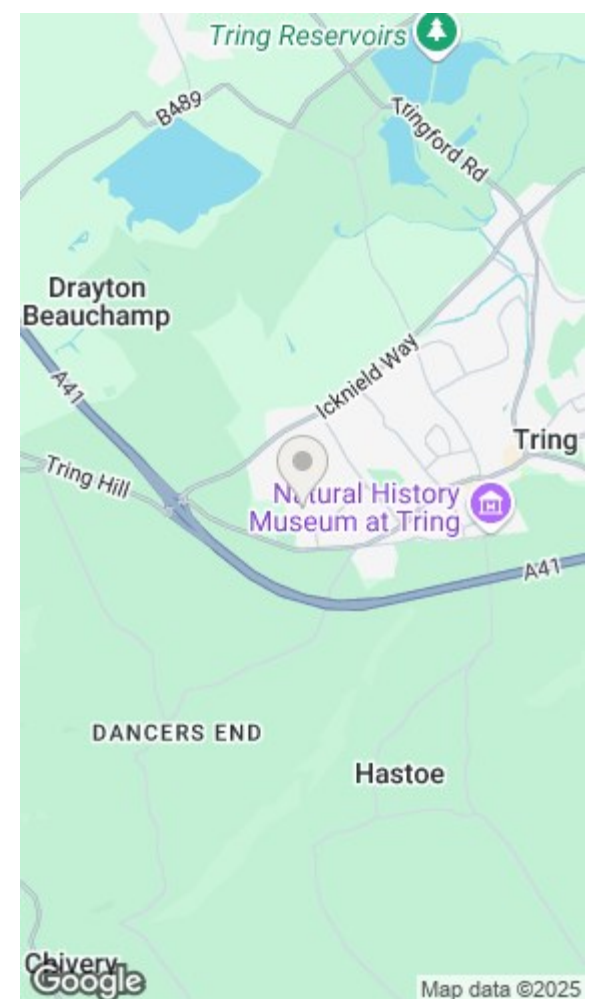 Tring Reservoirs
B489
Tringford Rd
Drayton
Beauchamp
Icknield Way
A41
Tring
Tring Hill
Natural History
Museum at Tring
A41
DANCERS END
Hastoe
Chivery
Google
Map data ©2025